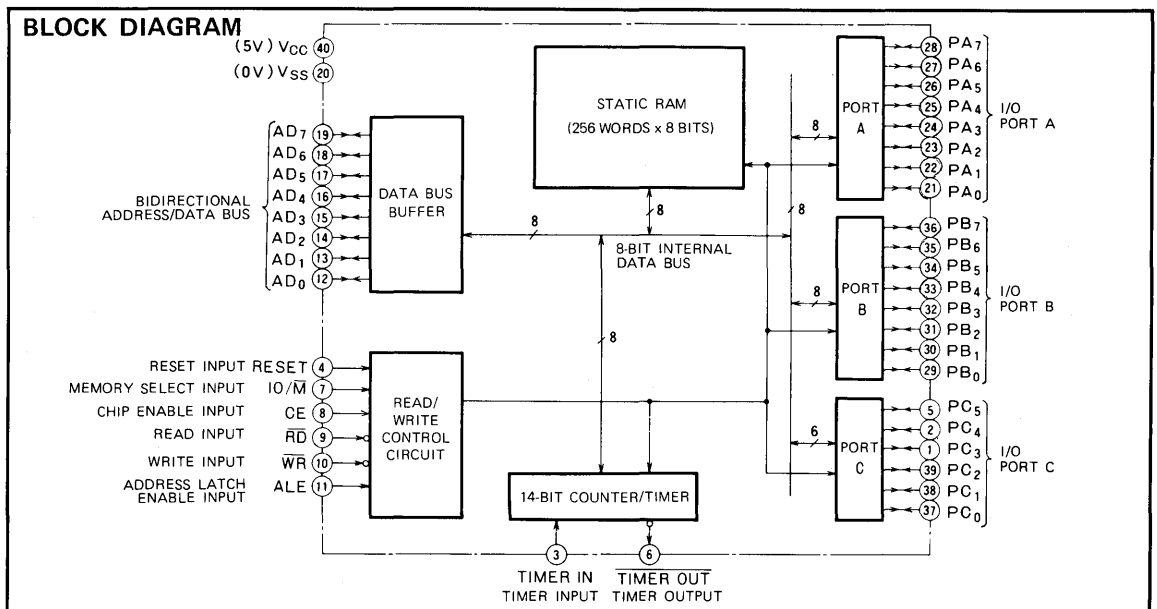 BLOCK DIAGRAM
(5V) VCC 40
(0V) VSS 20
BIDIRECTIONAL
ADDRESS/DATA BUS
AD7 19
AD6 18
AD5 17
AD4 16
AD3 15
AD2 14
AD1 13
AD0 12
DATA BUS
BUFFER
8
STATIC RAM
(256 WORDS x 8 BITS)
8
8-BIT INTERNAL
DATA BUS
8
8
8
PORT
A
28 PA7
27 PA6
26 PA5
25 PA4
24 PA3
23 PA2
22 PA1
21 PA0
I/O
PORT A
8
PORT
B
36 PB7
35 PB6
34 PB5
33 PB4
32 PB3
31 PB2
30 PB1
29 PB0
I/O
PORT B
6
PORT
C
5 PC5
2 PC4
1 PC3
39 PC2
38 PC1
37 PC0
I/O
PORT C
RESET INPUT RESET 4
MEMORY SELECT INPUT IO/M̅ 7
CHIP ENABLE INPUT CE 8
READ INPUT R̅D̅ 9
WRITE INPUT W̅R̅ 10
ADDRESS LATCH
ENABLE INPUT ALE 11
READ/
WRITE
CONTROL
CIRCUIT
14-BIT COUNTER/TIMER
3
TIMER IN
TIMER INPUT
6
T̅I̅M̅E̅R̅ ̅O̅U̅T̅
TIMER OUTPUT